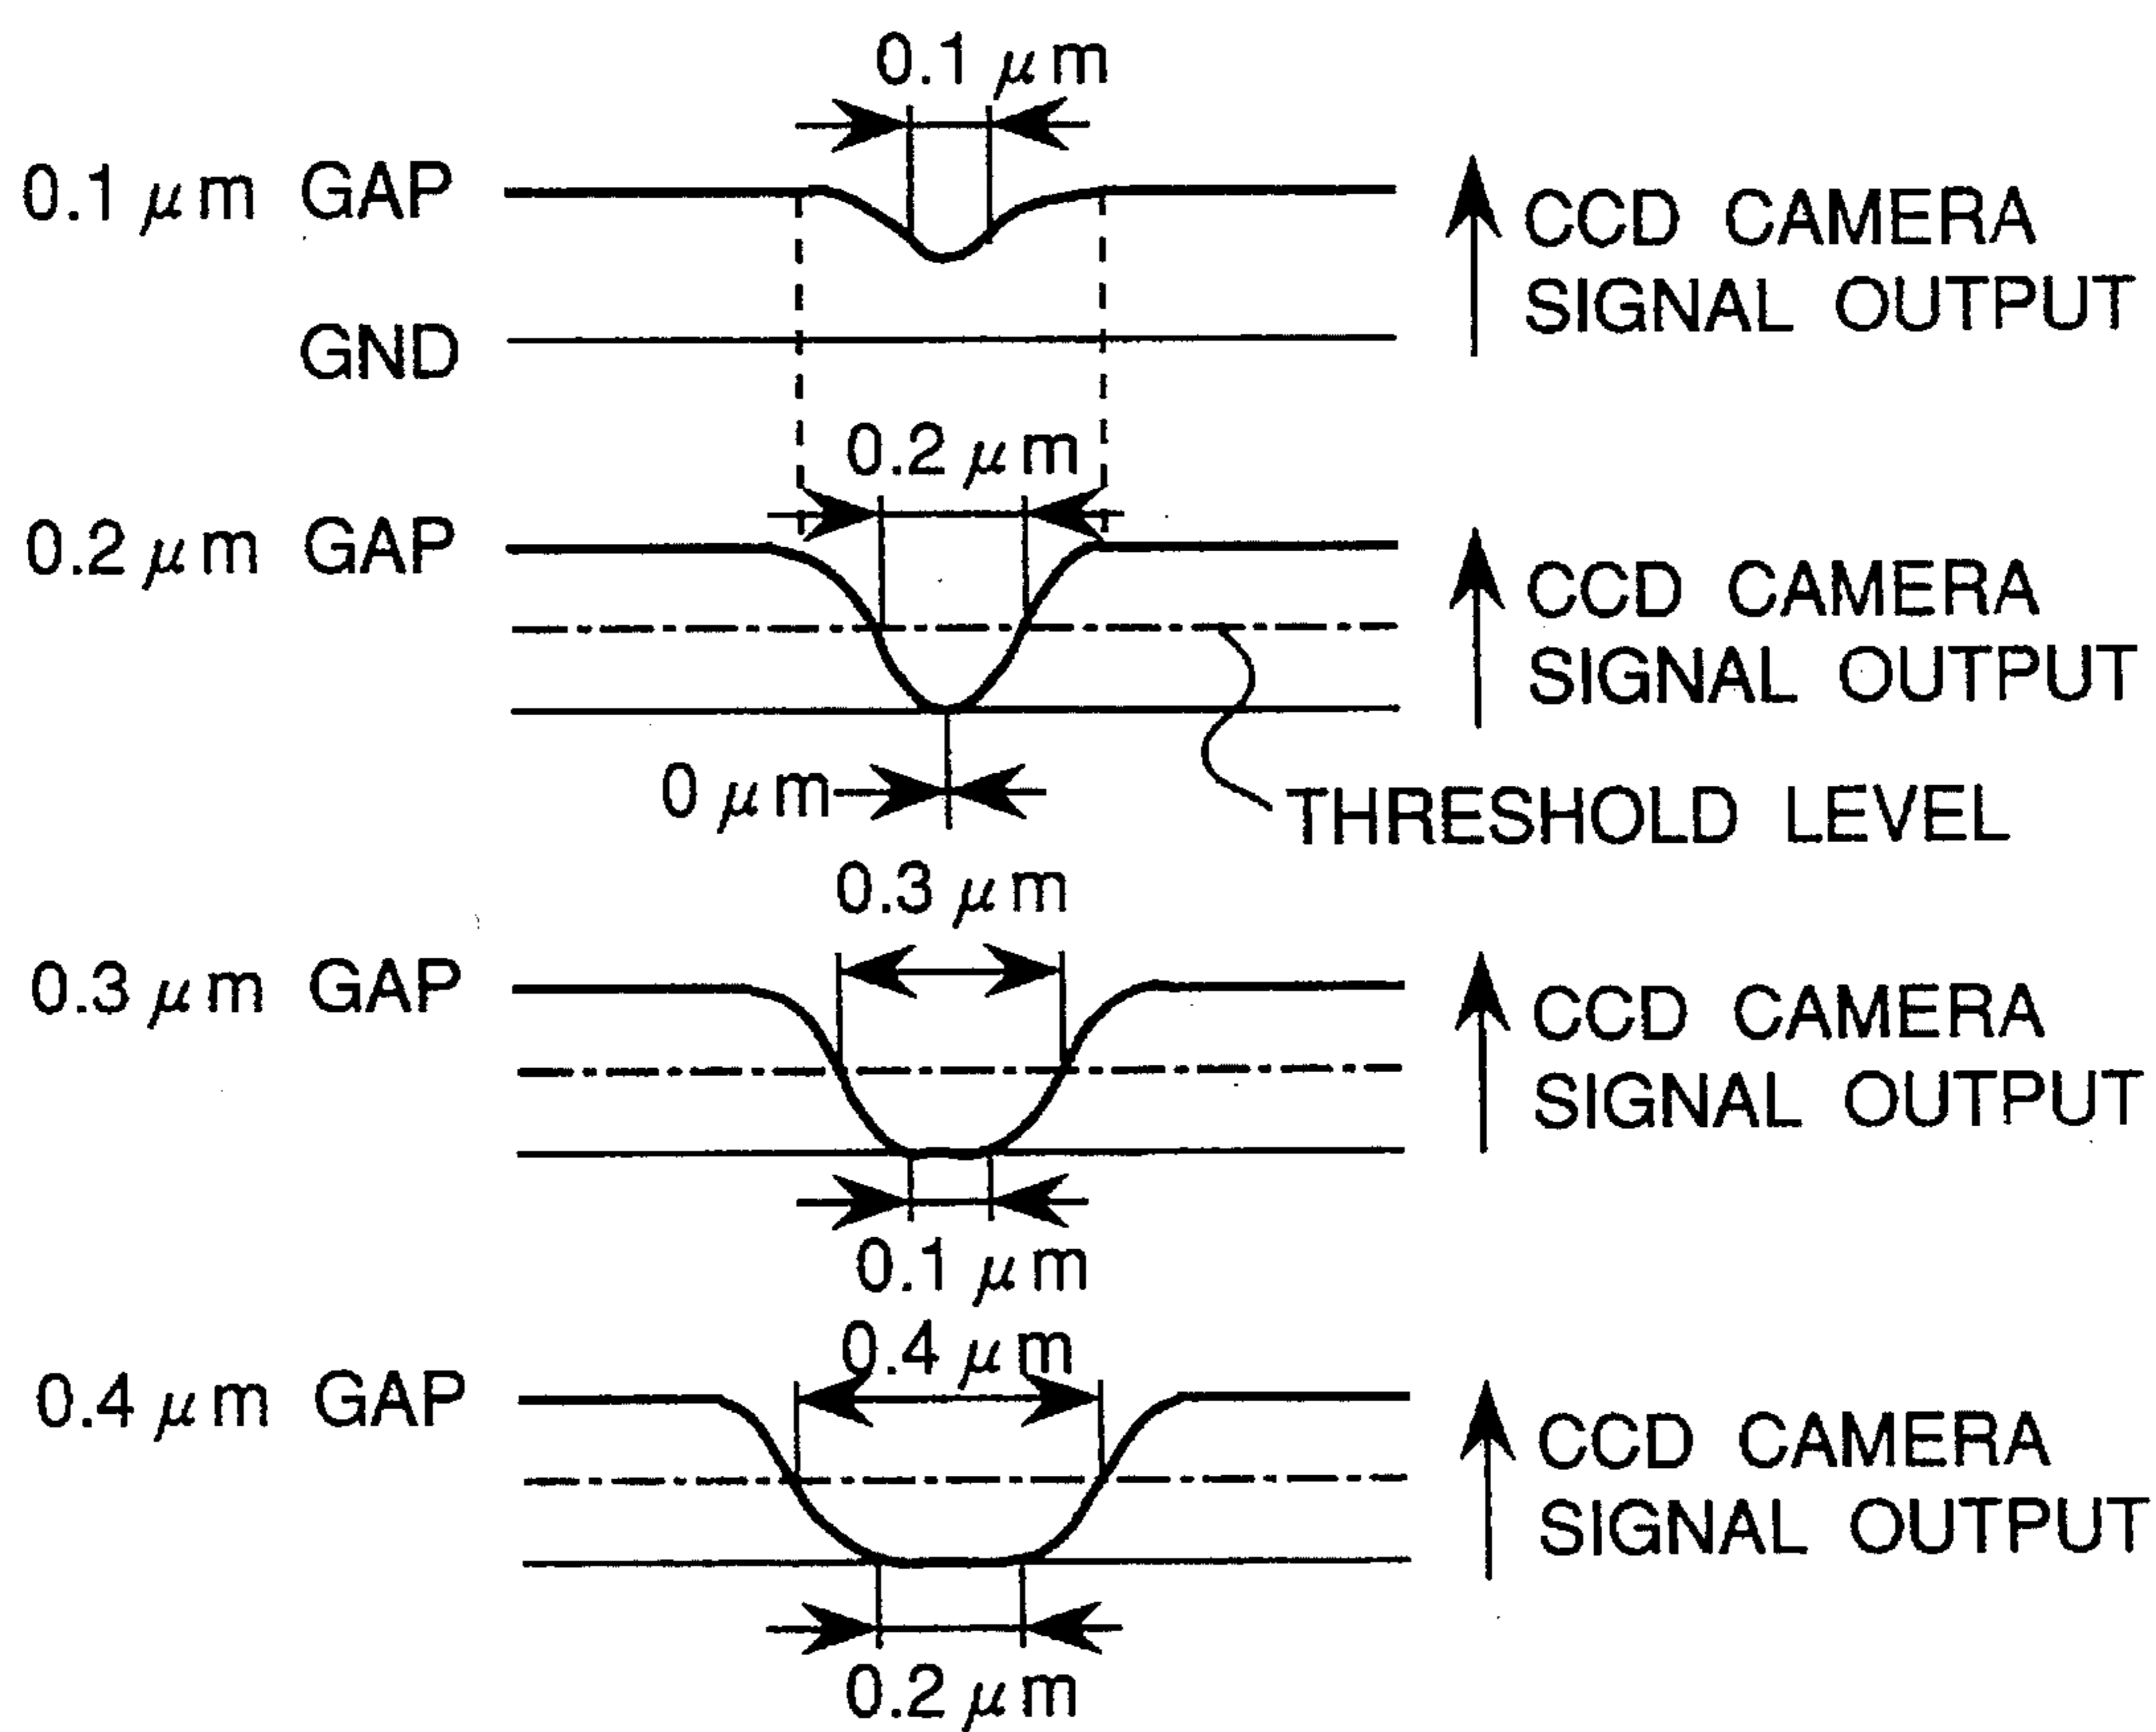 0.1 μm
0.1 μm GAP
CCD CAMERA
SIGNAL OUTPUT
GND
0.2 μm
0.2 μm GAP
CCD CAMERA
SIGNAL OUTPUT
0 μm
THRESHOLD LEVEL
0.3 μm
0.3 μm GAP
CCD CAMERA
SIGNAL OUTPUT
0.1 μm
0.4 μm
0.4 μm GAP
CCD CAMERA
SIGNAL OUTPUT
0.2 μm